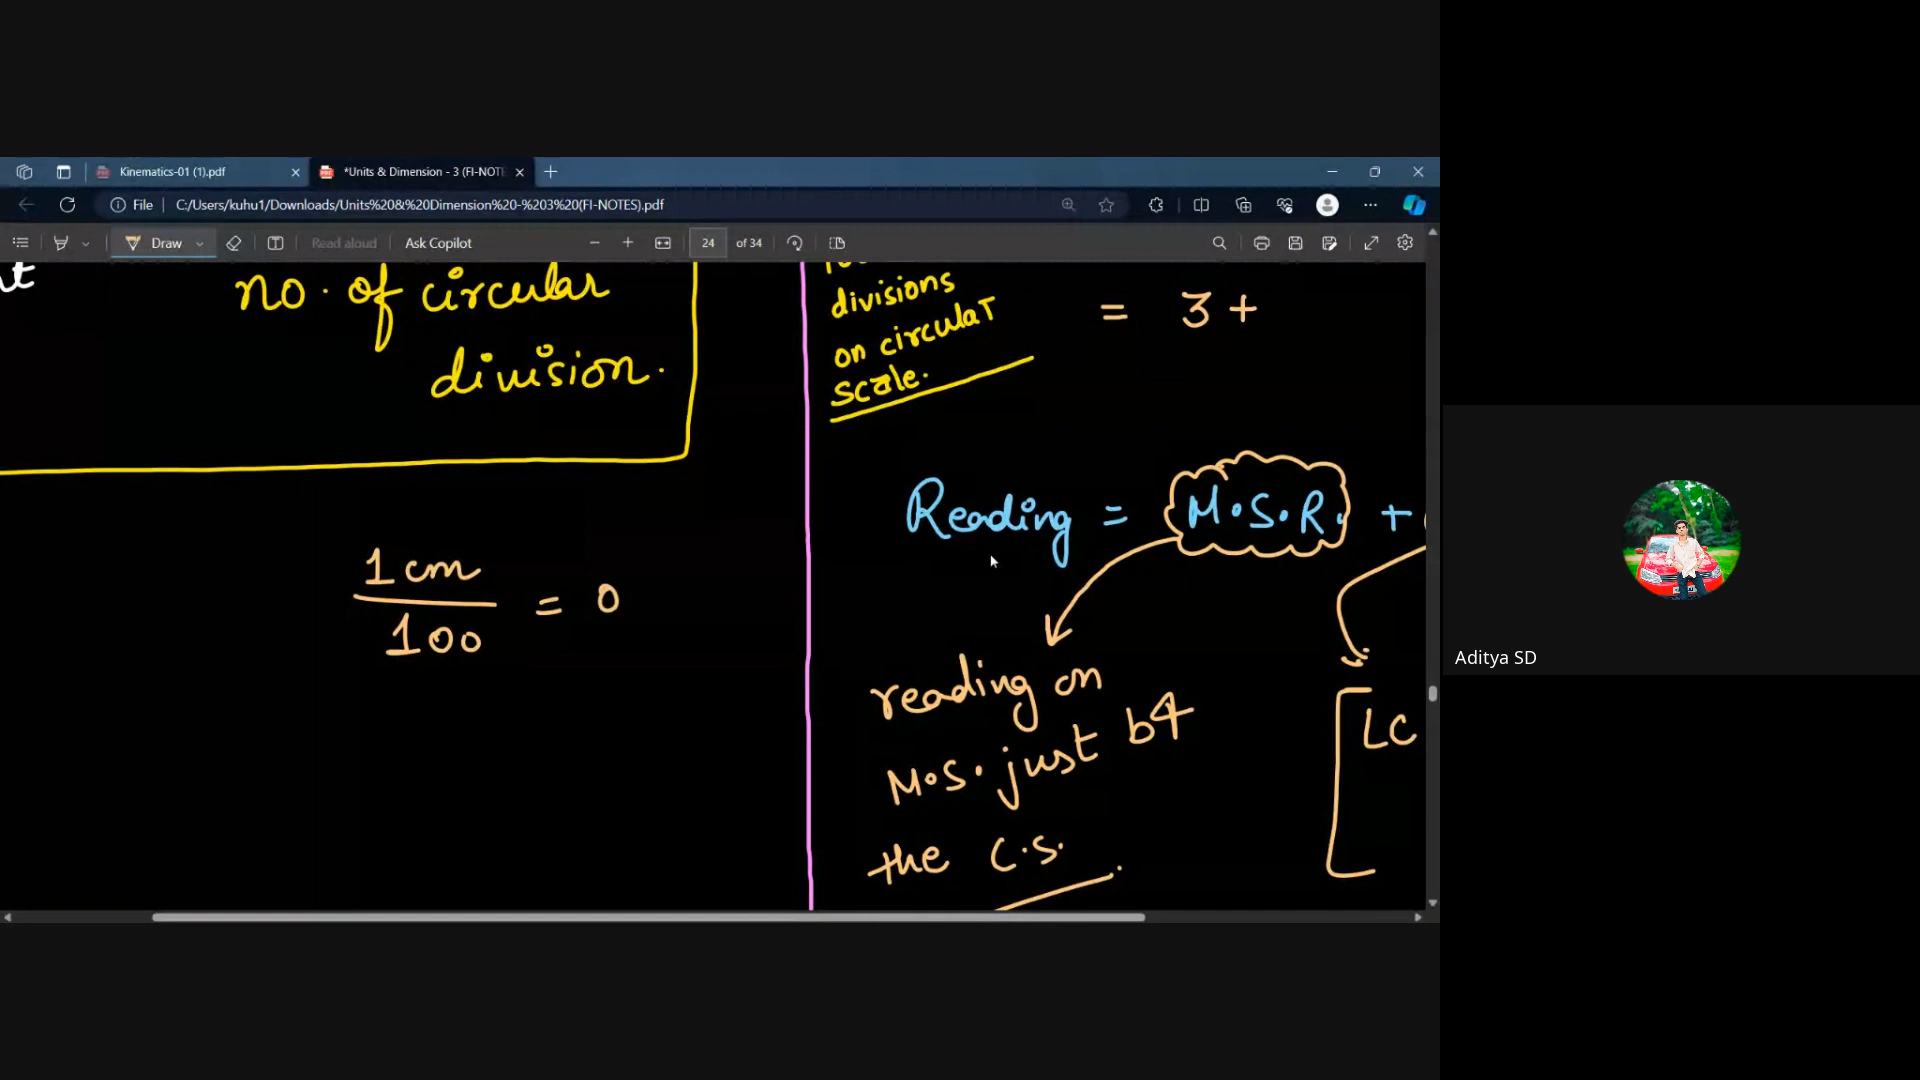 Kinematics-01 (1).pdf
*Units & Dimension - 3 (FI-NOTE
File
C:/Users/kuhu1/Downloads/Units%20&%20Dimension%20-%203%20(FI-NOTES).pdf
Draw
Read aloud
Ask Copilot
24
of 34
no. of circular
division.
1 cm
100
= 0
divisions
on circular
scale.
= 3 +
Reading = M.S.R. +
reading on
M.S. just b4
the C.S.
LC
Aditya SD